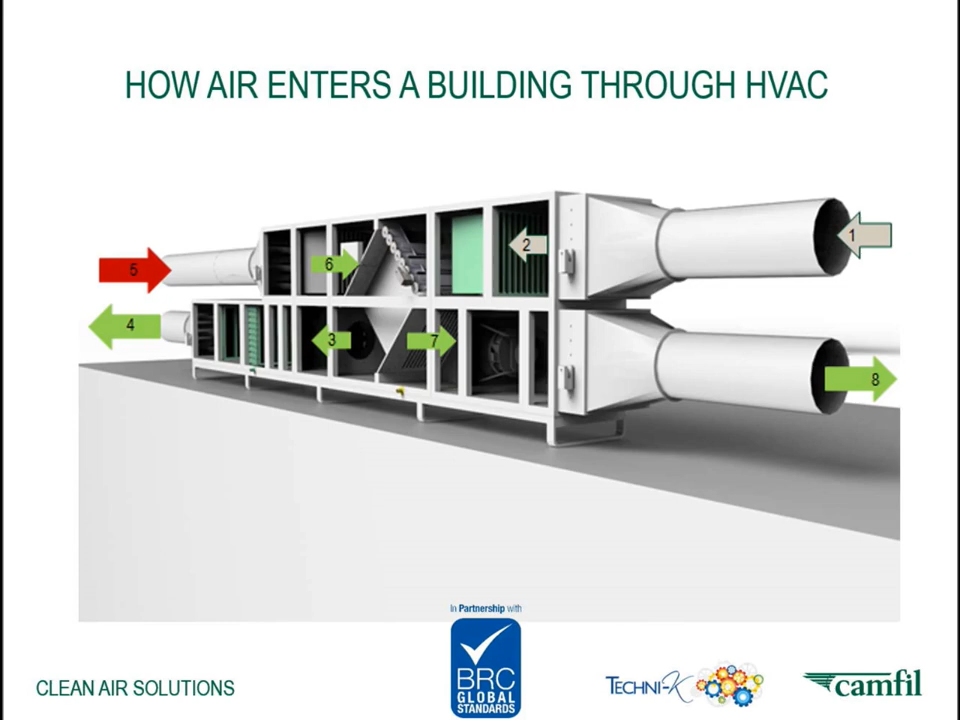 HOW AIR ENTERS A BUILDING THROUGH HVAC
1
2
6
5
4
3
7
8
In Partnership with
BRC
GLOBAL
STANDARDS
CLEAN AIR SOLUTIONS
TECHNI-K
camfil